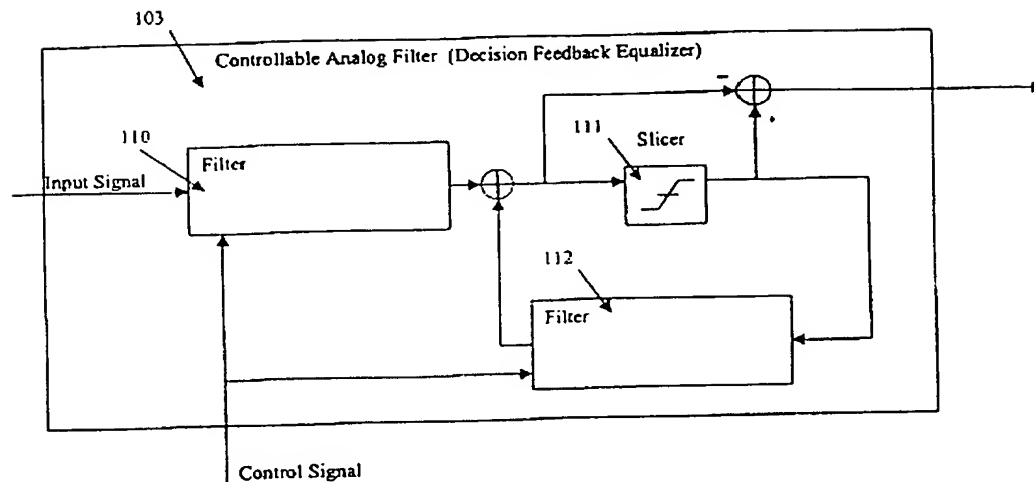 103
Controllable Analog Filter (Decision Feedback Equalizer)
110
111
Slicer
Filter
Input Signal
112
Filter
Control Signal